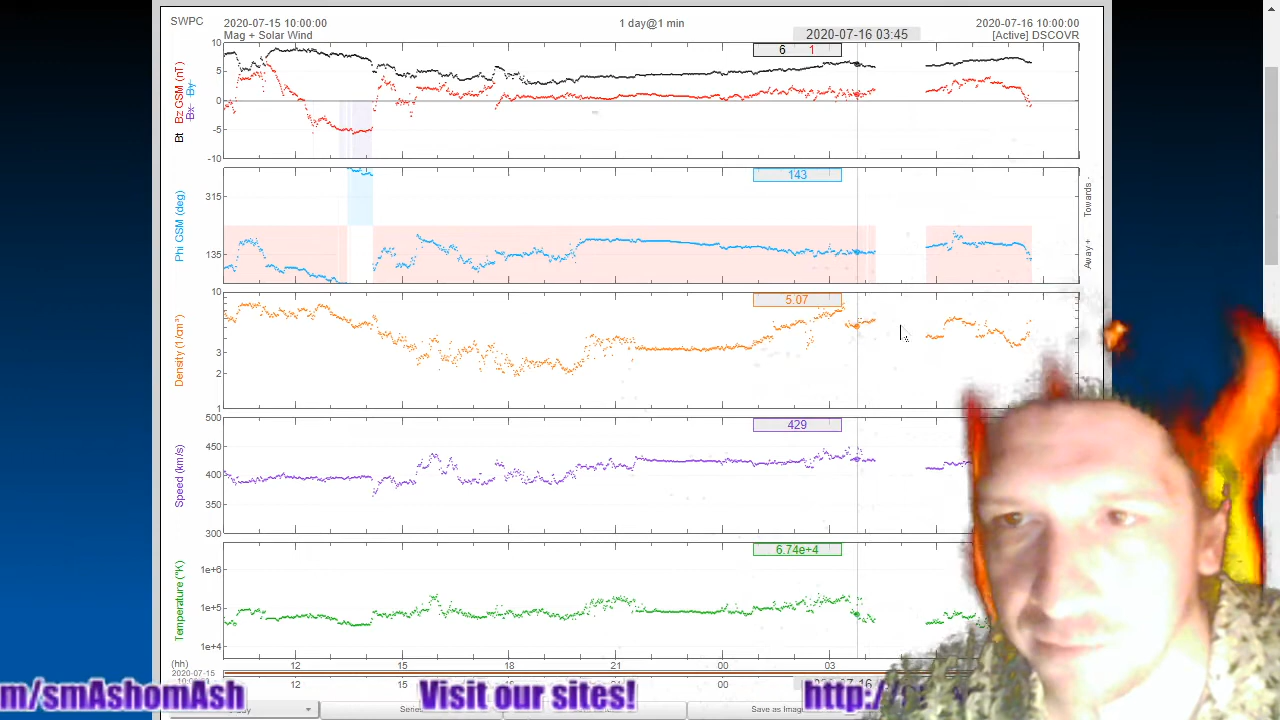 SWPC
2020-07-15 10:00:00
1 day@1 min
2020-07-16 10:00:00
Mag + Solar Wind
2020-07-16 03:45
[Active] DSCOVR
Bt Bz GSM (nT)
Bx By
10
5
0
-5
-10
6 1
Phi GSM (deg)
315
135
143
Towards -
Away +
Density (1/cm³)
10
3
2
1
5.07
Speed (km/s)
500
450
400
350
300
429
Temperature (°K)
1e+6
1e+5
1e+4
6.74e+4
(hh)
12 15 18 21 00 03
2020-07-15
12 15 18 21 00
m/smAshomAsh
Visit our sites!
http://
Series
Save as Imag